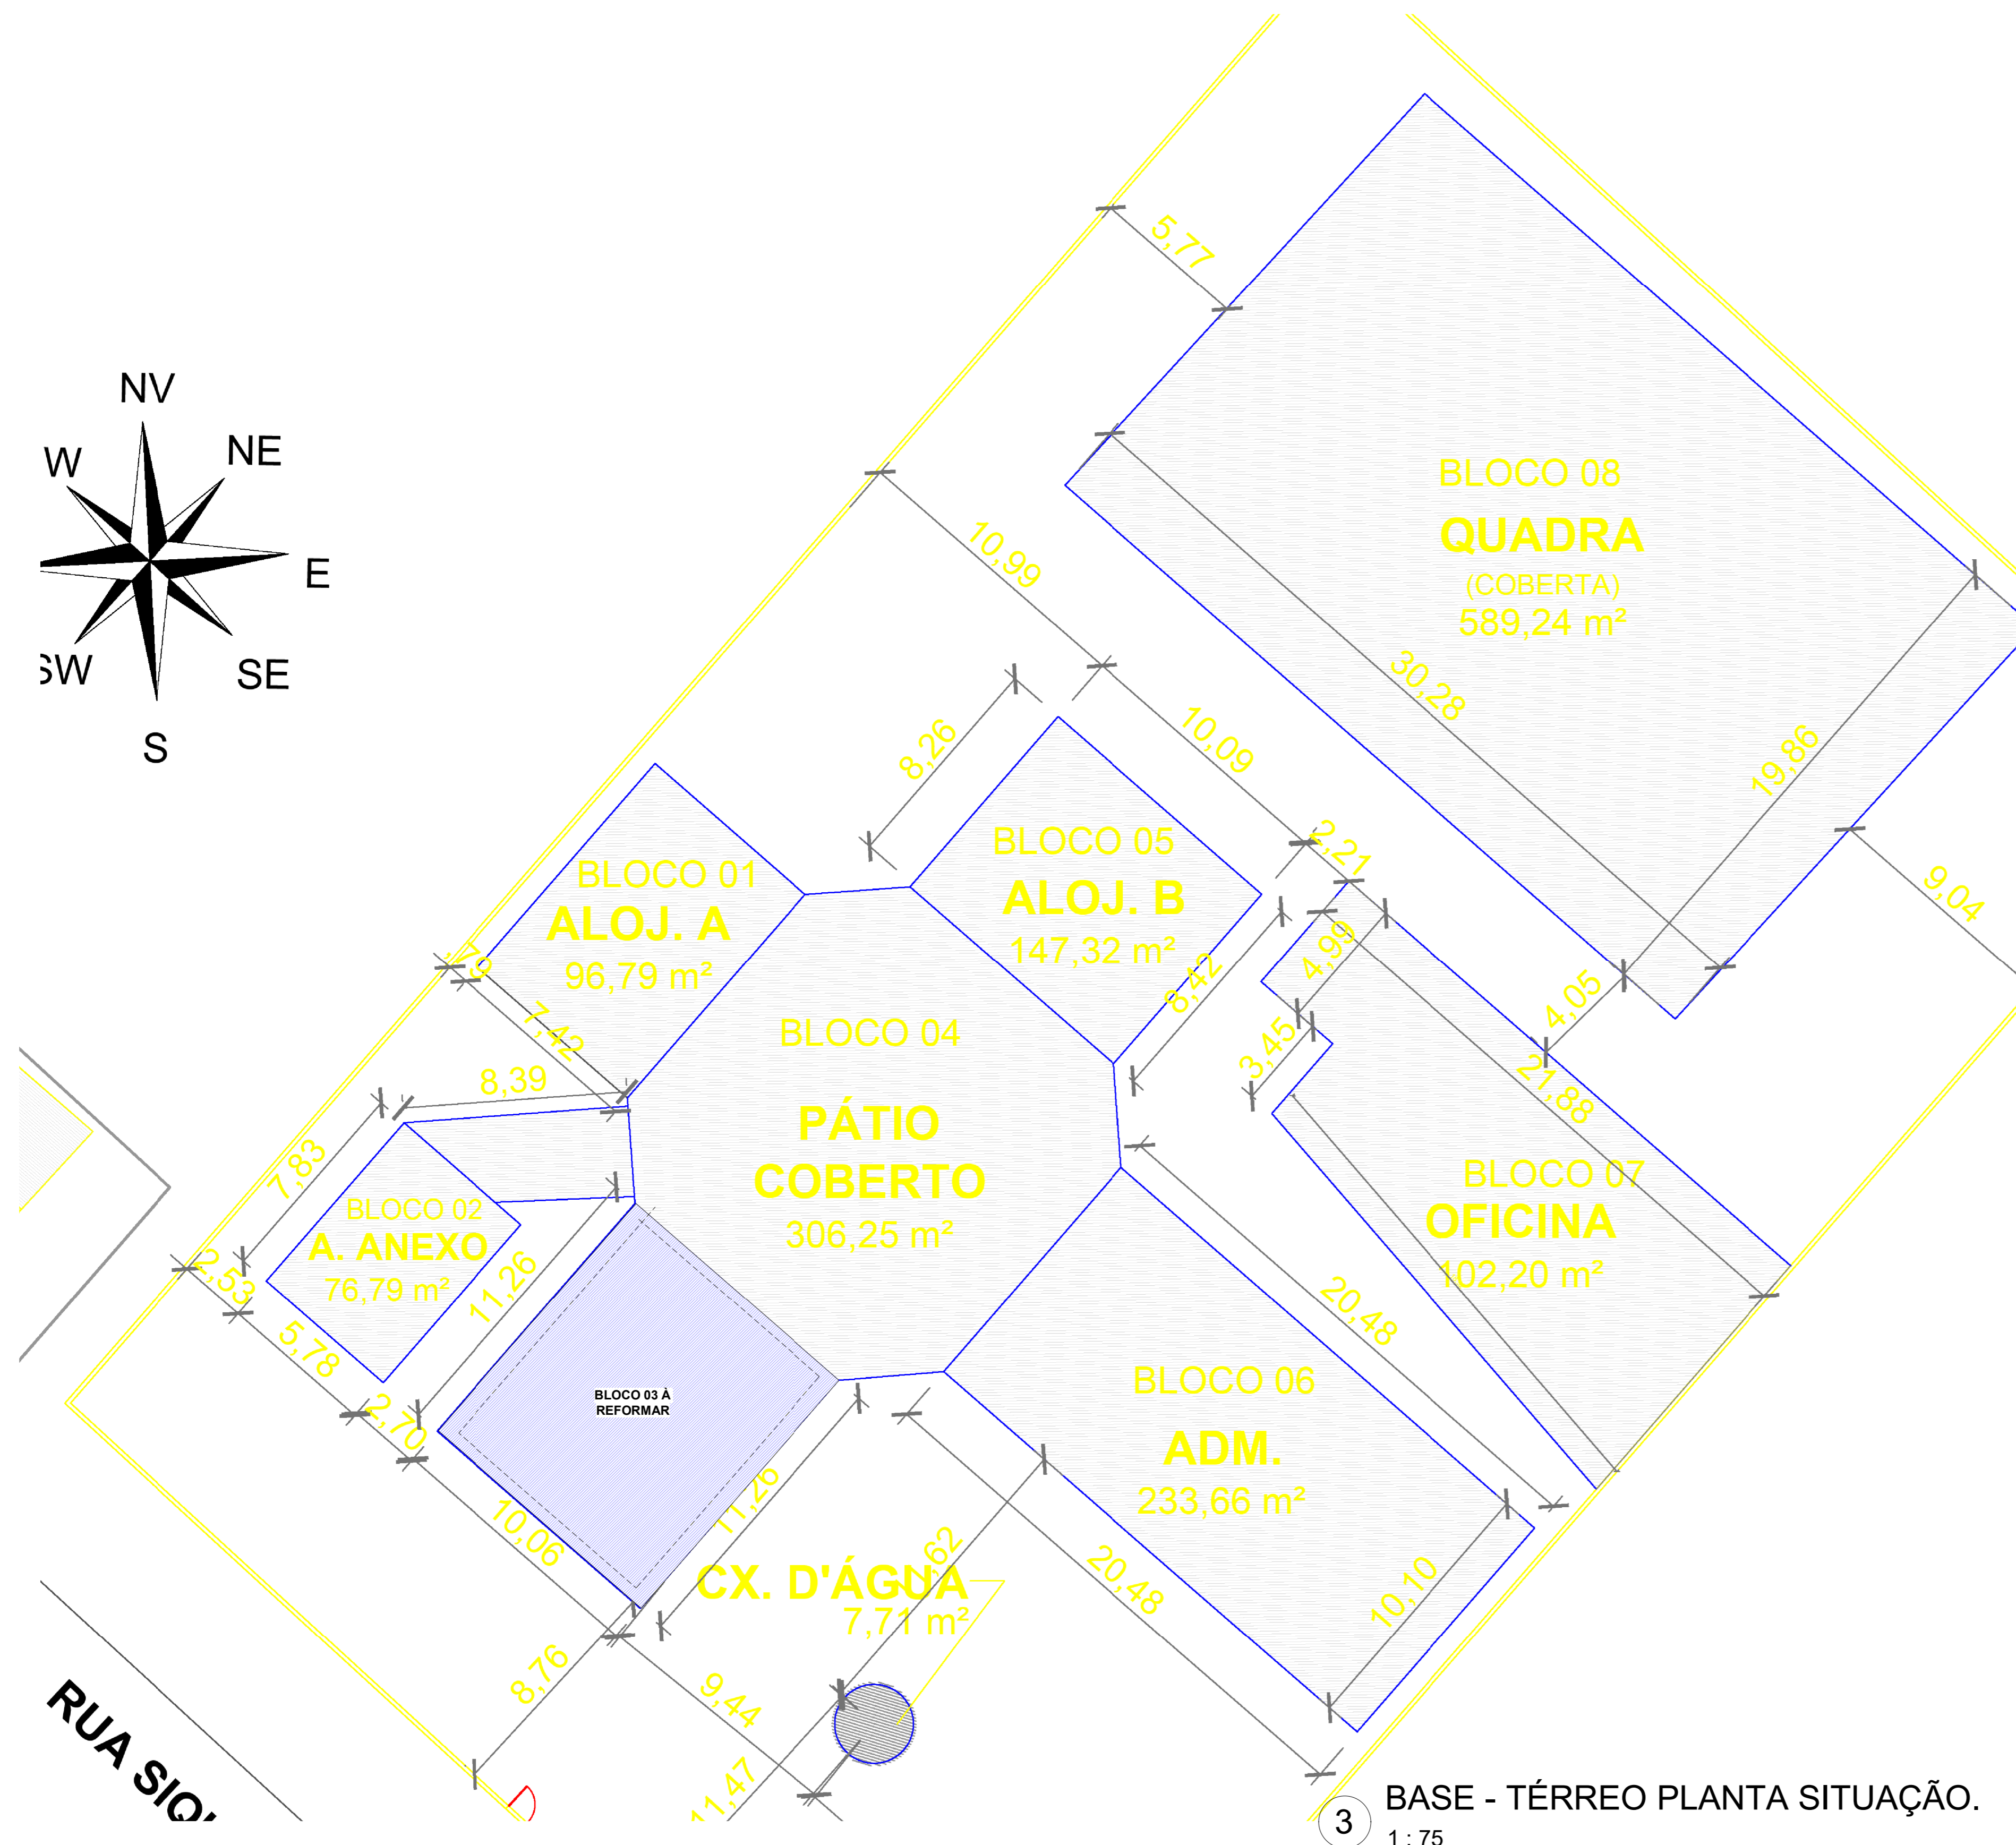 NV
W
NE
E
SW
SE
S
5,77
10,99
BLOCO 08
QUADRA
(COBERTA)
589,24 m²
30,28
19,86
9,04
8,26
10,09
2,21
BLOCO 01
ALOJ. A
96,79 m²
BLOCO 05
ALOJ. B
147,32 m²
4,99
8,42
3,45
4,05
21,88
,79
7,42
8,39
7,83
BLOCO 04
PÁTIO
COBERTO
306,25 m²
BLOCO 02
A. ANEXO
76,79 m²
2,53
5,78
2,70
11,26
BLOCO 07
OFICINA
102,20 m²
20,48
BLOCO 03 À
REFORMAR
BLOCO 06
ADM.
233,66 m²
10,06
11,26
CX. D'ÁGUA
7,71 m²
20,48
10,10
8,76
9,44
11,47
RUA
3
BASE - TÉRREO PLANTA SITUAÇÃO.
1 : 75